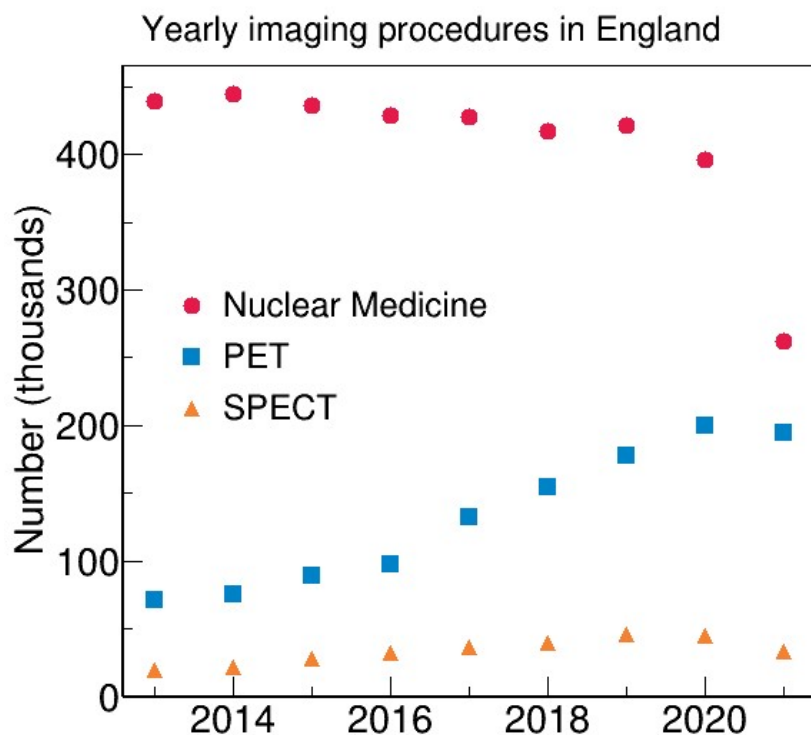 Yearly imaging procedures in England
Number (thousands)
400
300
200
100
0
Nuclear Medicine
PET
SPECT
2014 2016 2018 2020